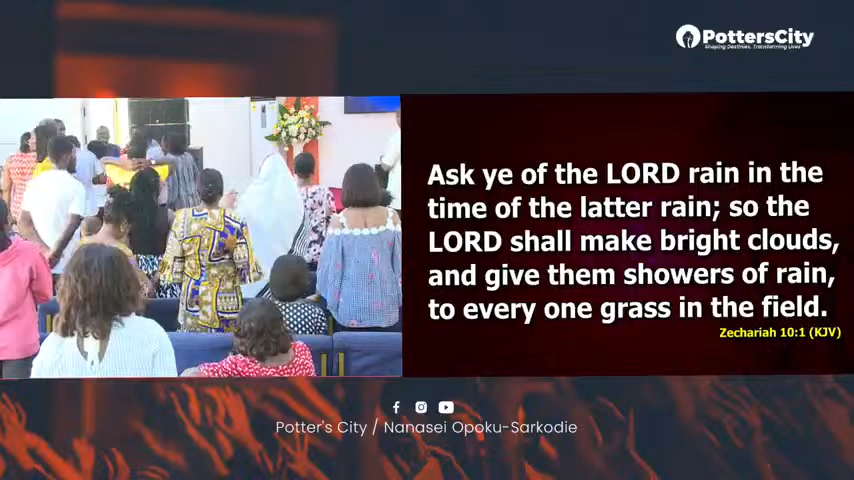 PottersCity
Shaping Destinies, Transforming Lives
Ask ye of the LORD rain in the
time of the latter rain; so the
LORD shall make bright clouds,
and give them showers of rain,
to every one grass in the field.
Zechariah 10:1 (KJV)
Potter's City / Nanasei Opoku-Sarkodie